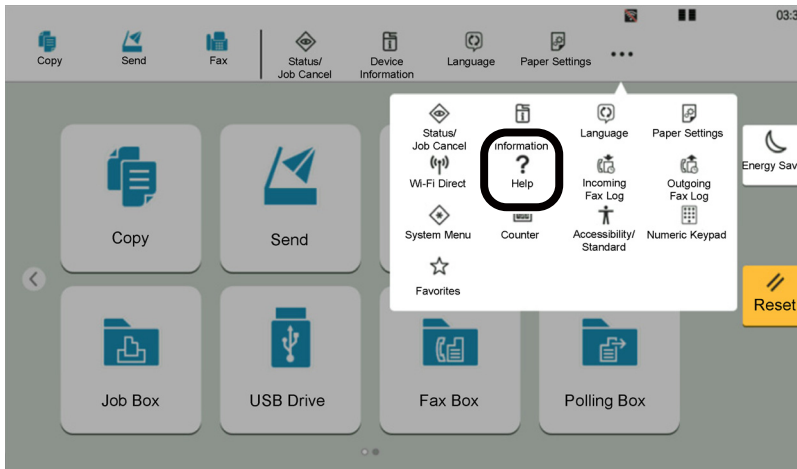 03:3
Copy
Send
Fax
Status/
Job Cancel
Device
Information
Language
Paper Settings
Status/
Job Cancel
Information
Language
Paper Settings
Wi-Fi Direct
Help
Incoming
Fax Log
Outgoing
Fax Log
System Menu
Counter
Accessibility/
Standard
Numeric Keypad
Favorites
Energy Sav
Reset
Copy
Send
Job Box
USB Drive
Fax Box
Polling Box